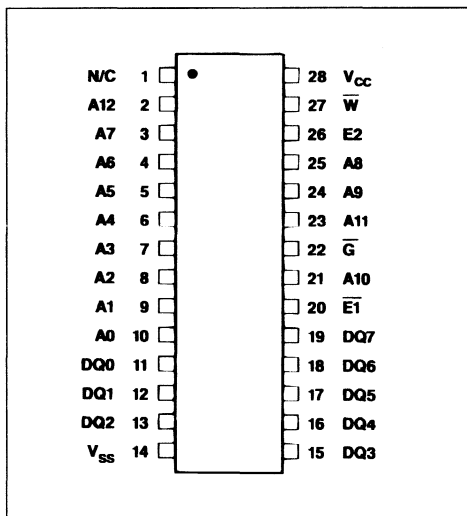 N/C 1 28 V_CC
A12 2 27 W̅
A7 3 26 E2
A6 4 25 A8
A5 5 24 A9
A4 6 23 A11
A3 7 22 G̅
A2 8 21 A10
A1 9 20 E̅1̅
A0 10 19 DQ7
DQ0 11 18 DQ6
DQ1 12 17 DQ5
DQ2 13 16 DQ4
V_SS 14 15 DQ3